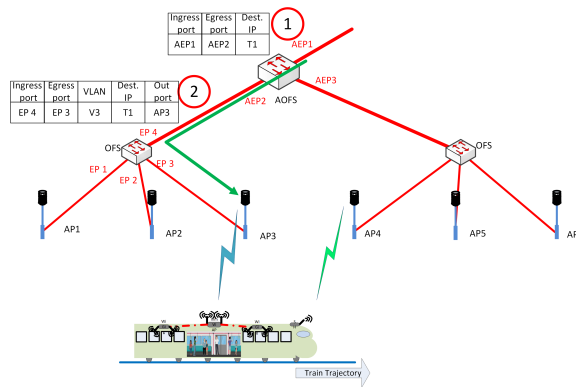 Ingress port Egress port Dest. IP
AEP1 AEP2 T1
1
AEP1
AEP3
AEP2
AOFS
Ingress port Egress port VLAN Dest. IP Out port
EP 4 EP 3 V3 T1 AP3
2
EP 4
OFS
EP 3
EP 1
EP 2
OFS
AP1
AP2
AP3
AP4
AP5
AP
Train Trajectory